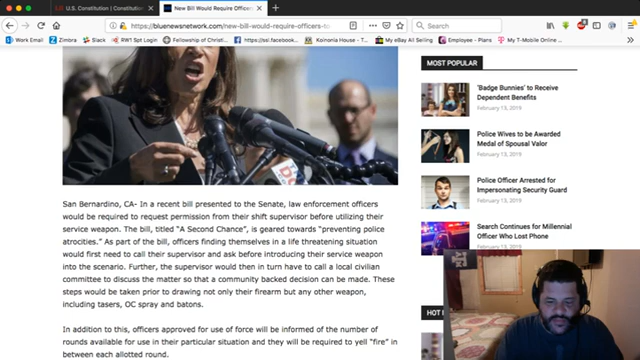 U.S. Constitution | Constitution
New Bill Would Require Officers
https://bluenewsnetwork.com/new-bill-would-require-officers-t
Search
Work Email
Zimbra
Slack
RW1 Spt Login
Fellowship of Christi...
https://ssl.facebook...
Koinonia House - T...
eBay
My SMU Account
Employee - Plans
My T-Mobile Online ...
MOST POPULAR
'Badge Bunnies' to Receive
Dependent Benefits
February 13, 2019
Police Wives to be Awarded
Medal of Spousal Valor
February 13, 2019
Police Officer Arrested for
Impersonating Security Guard
February 13, 2019
Search Continues for Millennial
Officer Who Lost Phone
February 13, 2019
HOT
San Bernardino, CA- In a recent bill presented to the Senate, law enforcement officers
would be required to request permission from their shift supervisor before utilizing their
service weapon. The bill, titled "A Second Chance", is geared towards "preventing police
atrocities." As part of the bill, officers finding themselves in a life threatening situation
would first need to call their supervisor and ask before introducing their service weapon
into the scenario. Further, the supervisor would then in turn have to call a local civilian
committee to discuss the matter so that a community backed decision can be made. These
steps would be taken prior to drawing not only their firearm but any other weapon,
including tasers, OC spray and batons.
In addition to this, officers approved for use of force will be informed of the number of
rounds available for use in their particular situation and they will be required to yell "fire" in
between each allotted round.